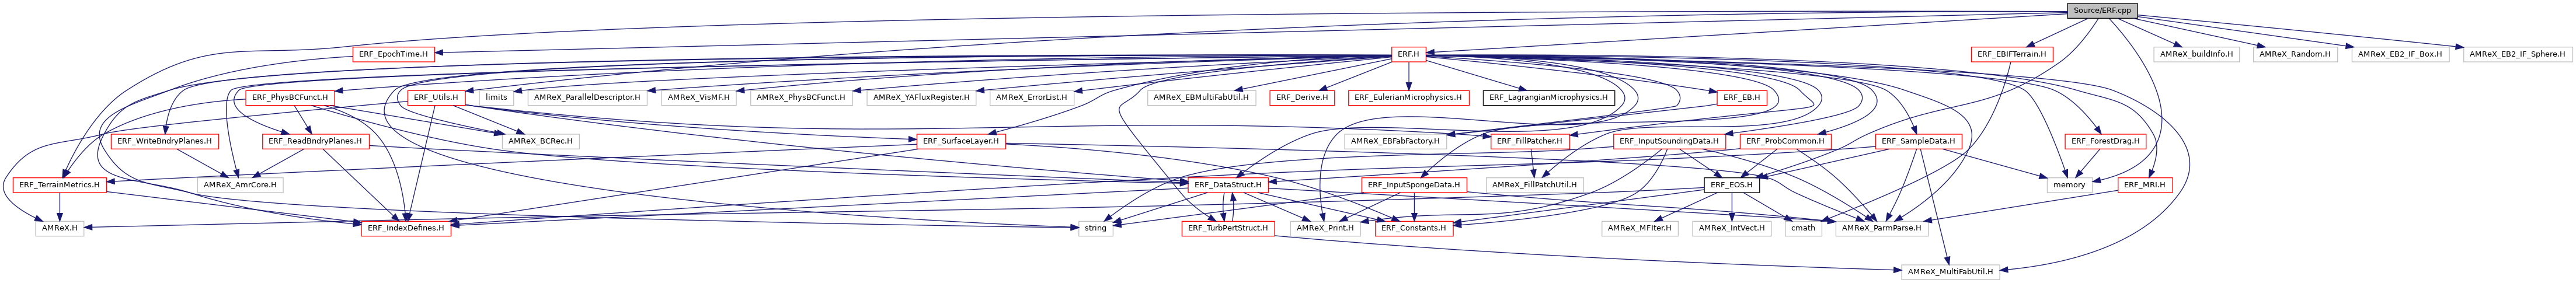 Source/ERF.cpp
ERF_EpochTime.H
ERF.H
ERF_EBIFTerrain.H
AMReX_buildInfo.H
AMReX_Random.H
AMReX_EB2_IF_Box.H
AMReX_EB2_IF_Sphere.H
ERF_PhysBCFunct.H
ERF_Utils.H
limits
AMReX_ParallelDescriptor.H
AMReX_VisMF.H
AMReX_PhysBCFunct.H
AMReX_YAFluxRegister.H
AMReX_ErrorList.H
AMReX_EBMultiFabUtil.H
ERF_Derive.H
ERF_EulerianMicrophysics.H
ERF_LagrangianMicrophysics.H
ERF_EB.H
ERF_WriteBndryPlanes.H
ERF_ReadBndryPlanes.H
AMReX_BCRec.H
ERF_SurfaceLayer.H
AMReX_EBFabFactory.H
ERF_FillPatcher.H
ERF_InputSoundingData.H
ERF_ProbCommon.H
ERF_SampleData.H
ERF_ForestDrag.H
ERF_TerrainMetrics.H
AMReX_AmrCore.H
ERF_DataStruct.H
ERF_InputSpongeData.H
AMReX_FillPatchUtil.H
ERF_EOS.H
memory
ERF_MRI.H
AMReX.H
ERF_IndexDefines.H
string
ERF_TurbPertStruct.H
AMReX_Print.H
ERF_Constants.H
AMReX_MFIter.H
AMReX_IntVect.H
cmath
AMReX_ParmParse.H
AMReX_MultiFabUtil.H